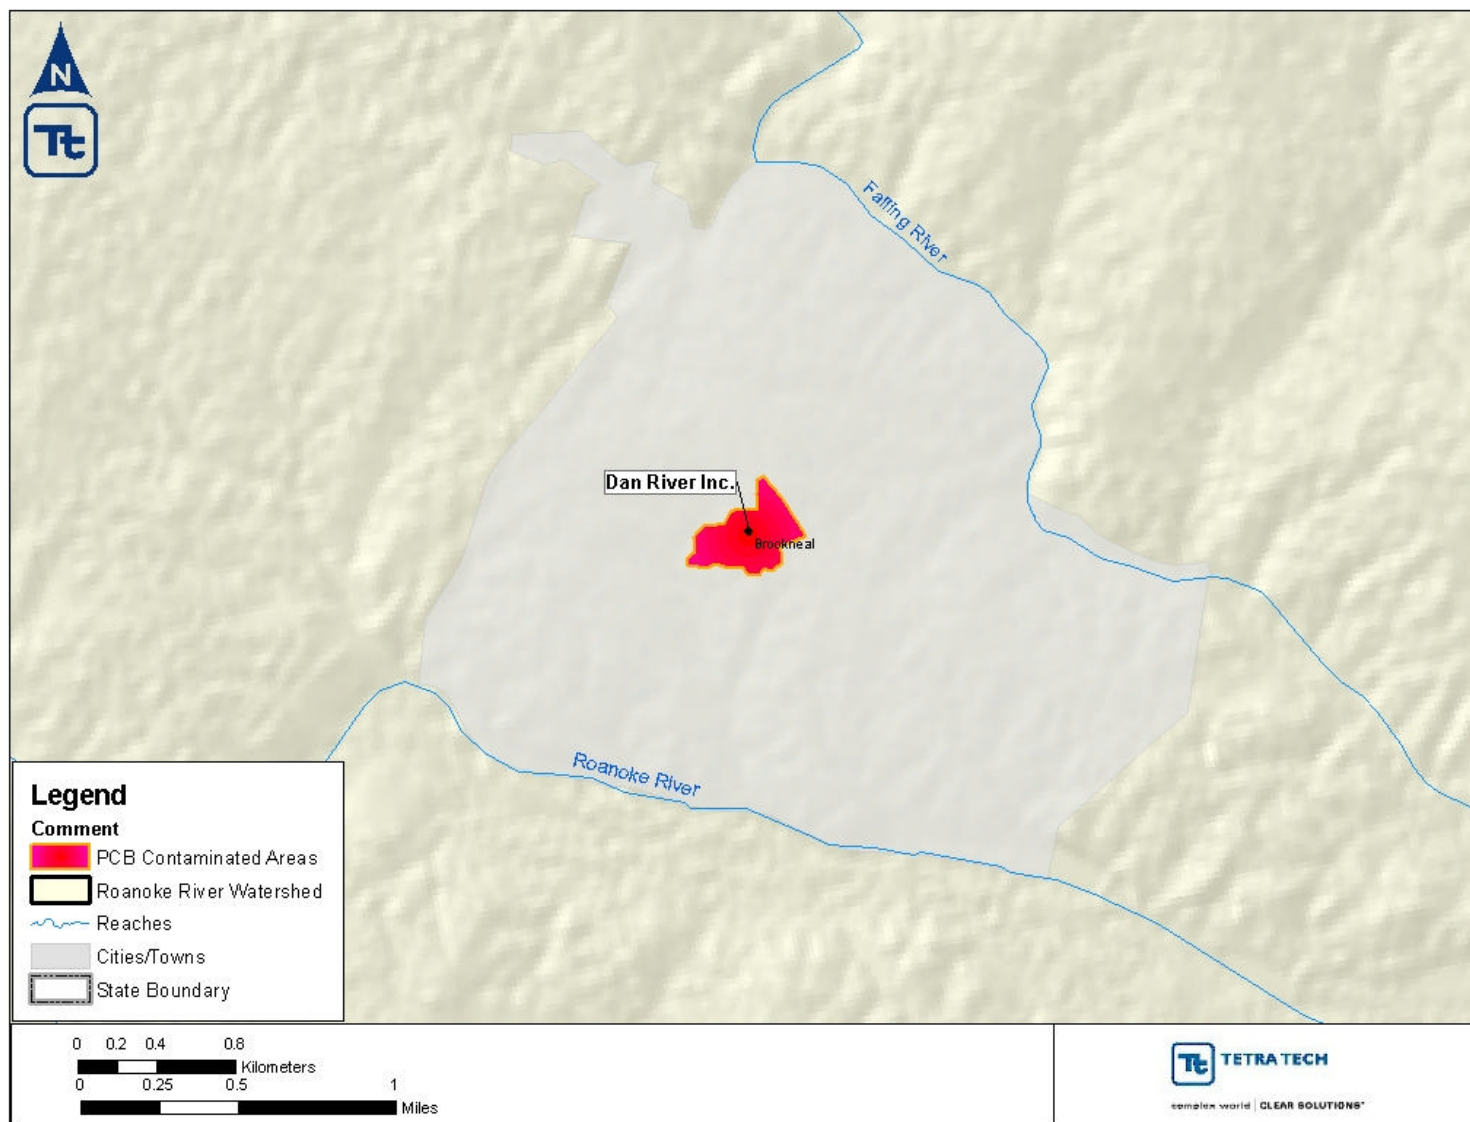 N
Tt
Falling River
Dan River Inc.
Brookneal
Roanoke River
Legend
Comment
PCB Contaminated Areas
Roanoke River Watershed
Reaches
Cities/Towns
State Boundary
0 0.2 0.4 0.8
Kilometers
0 0.25 0.5 1
Miles
Tt TETRA TECH
complex world | CLEAR SOLUTIONS™